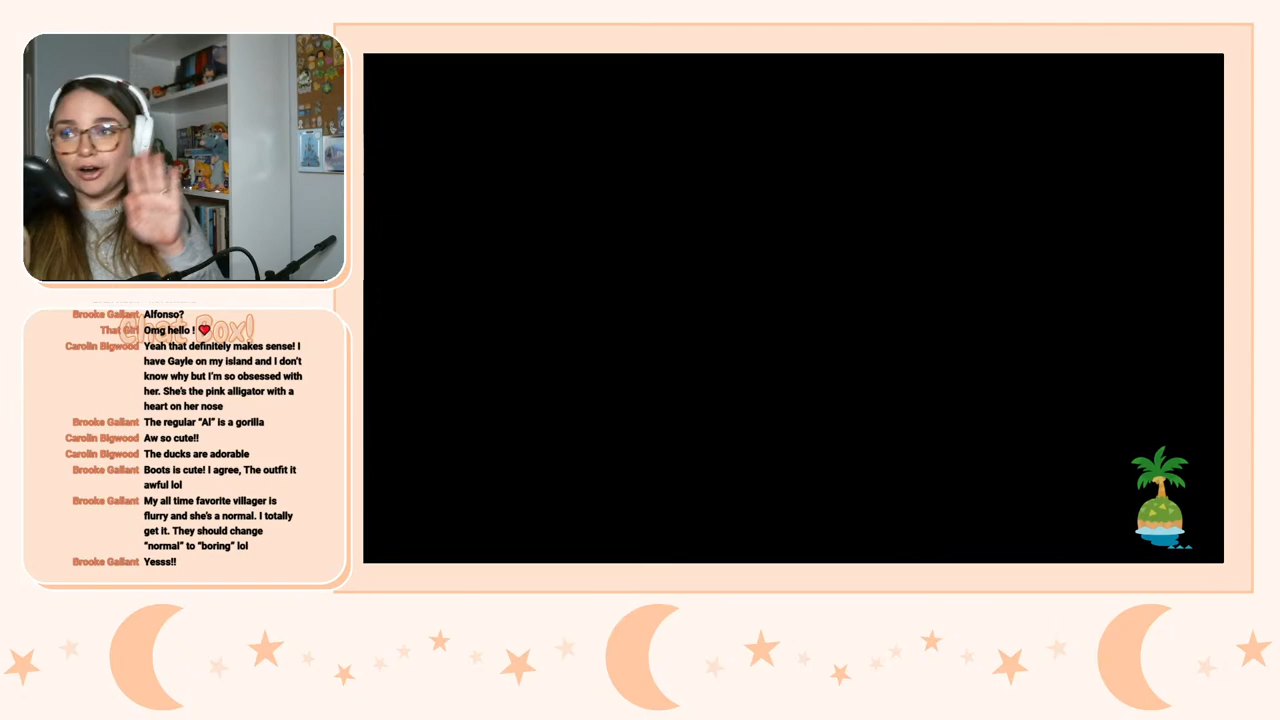 Chat Box!
Brooke Gallant Alfonso?
That Girl Omg hello ! ❤️
Carolin Bigwood Yeah that definitely makes sense! I
have Gayle on my island and I don't
know why but I'm so obsessed with
her. She's the pink alligator with a
heart on her nose
Brooke Gallant The regular "Al" is a gorilla
Carolin Bigwood Aw so cute!!
Carolin Bigwood The ducks are adorable
Brooke Gallant Boots is cute! I agree, The outfit it
awful lol
Brooke Gallant My all time favorite villager is
flurry and she's a normal. I totally
get it. They should change
"normal" to "boring" lol
Brooke Gallant Yesss!!